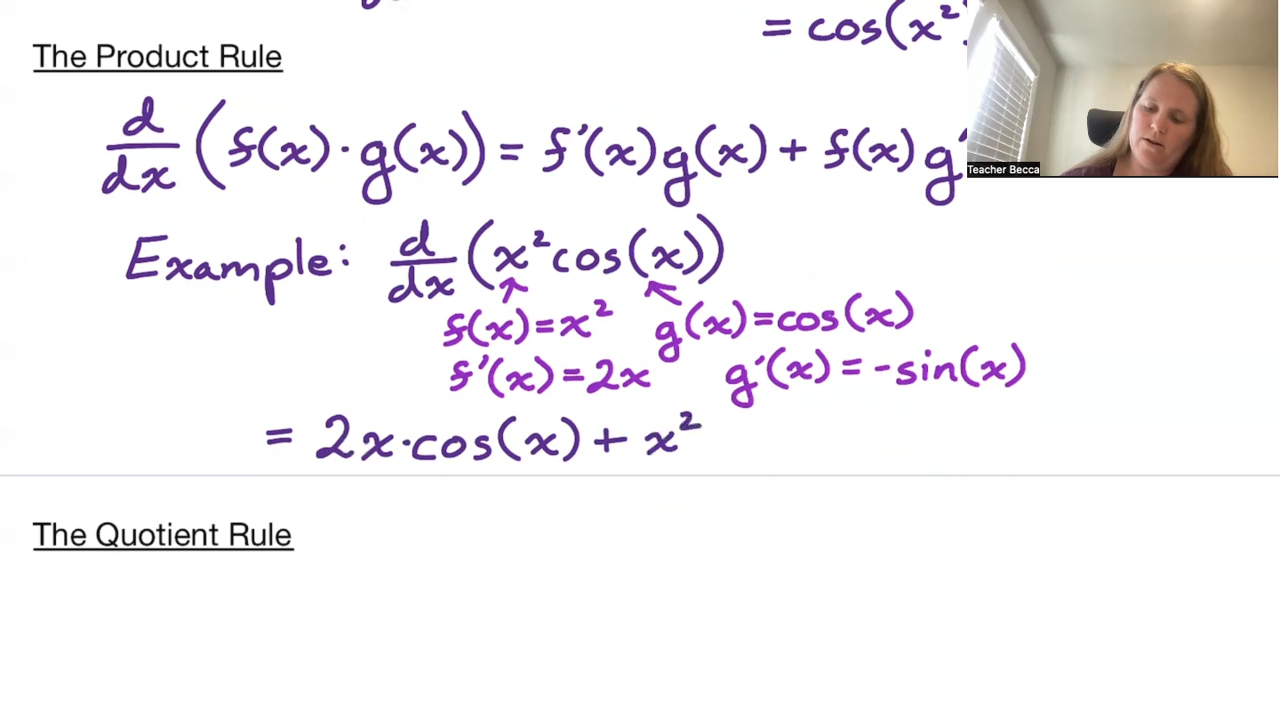 = cos(x²
The Product Rule
d/dx (f(x)·g(x)) = f'(x)g(x) + f(x)g'
Teacher Becca
Example: d/dx (x²cos(x))
f(x)=x² g(x)=cos(x)
f'(x)=2x g'(x)=-sin(x)
= 2x·cos(x) + x²
The Quotient Rule